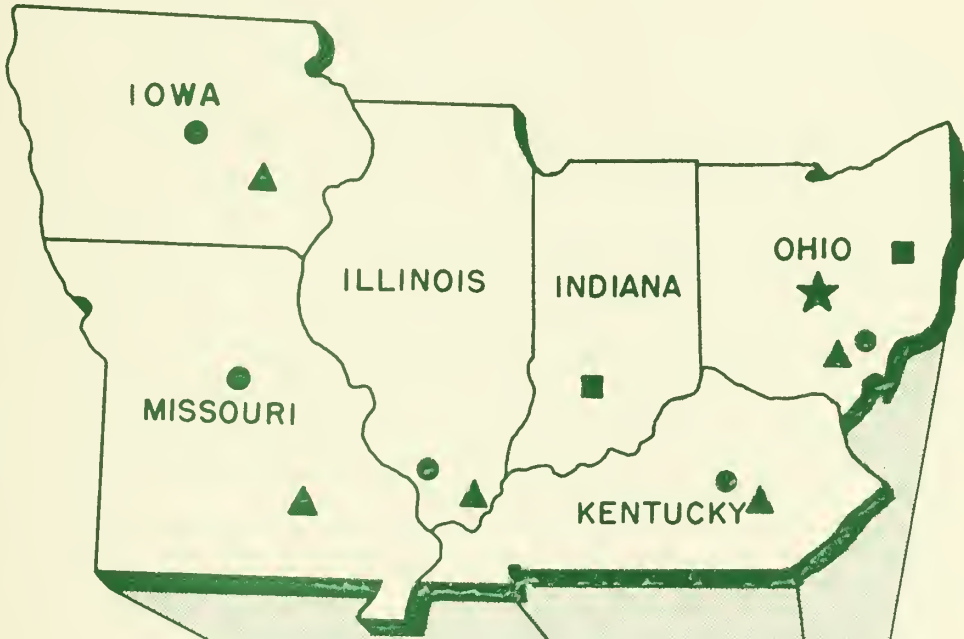 IOWA
ILLINOIS
INDIANA
OHIO
MISSOURI
KENTUCKY